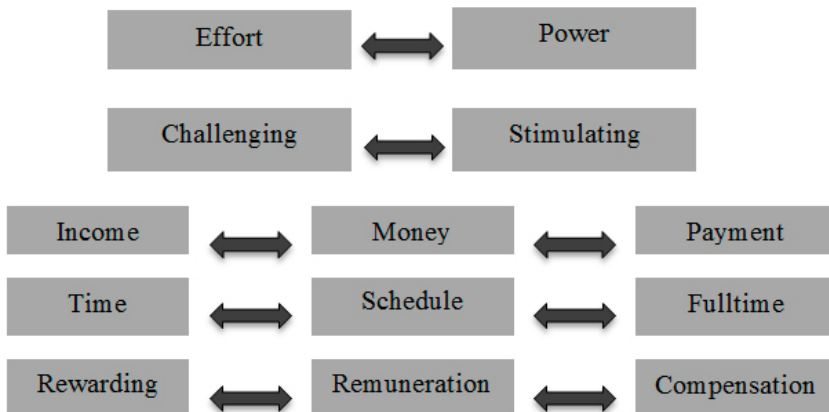 Effort Power
Challenging Stimulating
Income Money Payment
Time Schedule Fulltime
Rewarding Remuneration Compensation